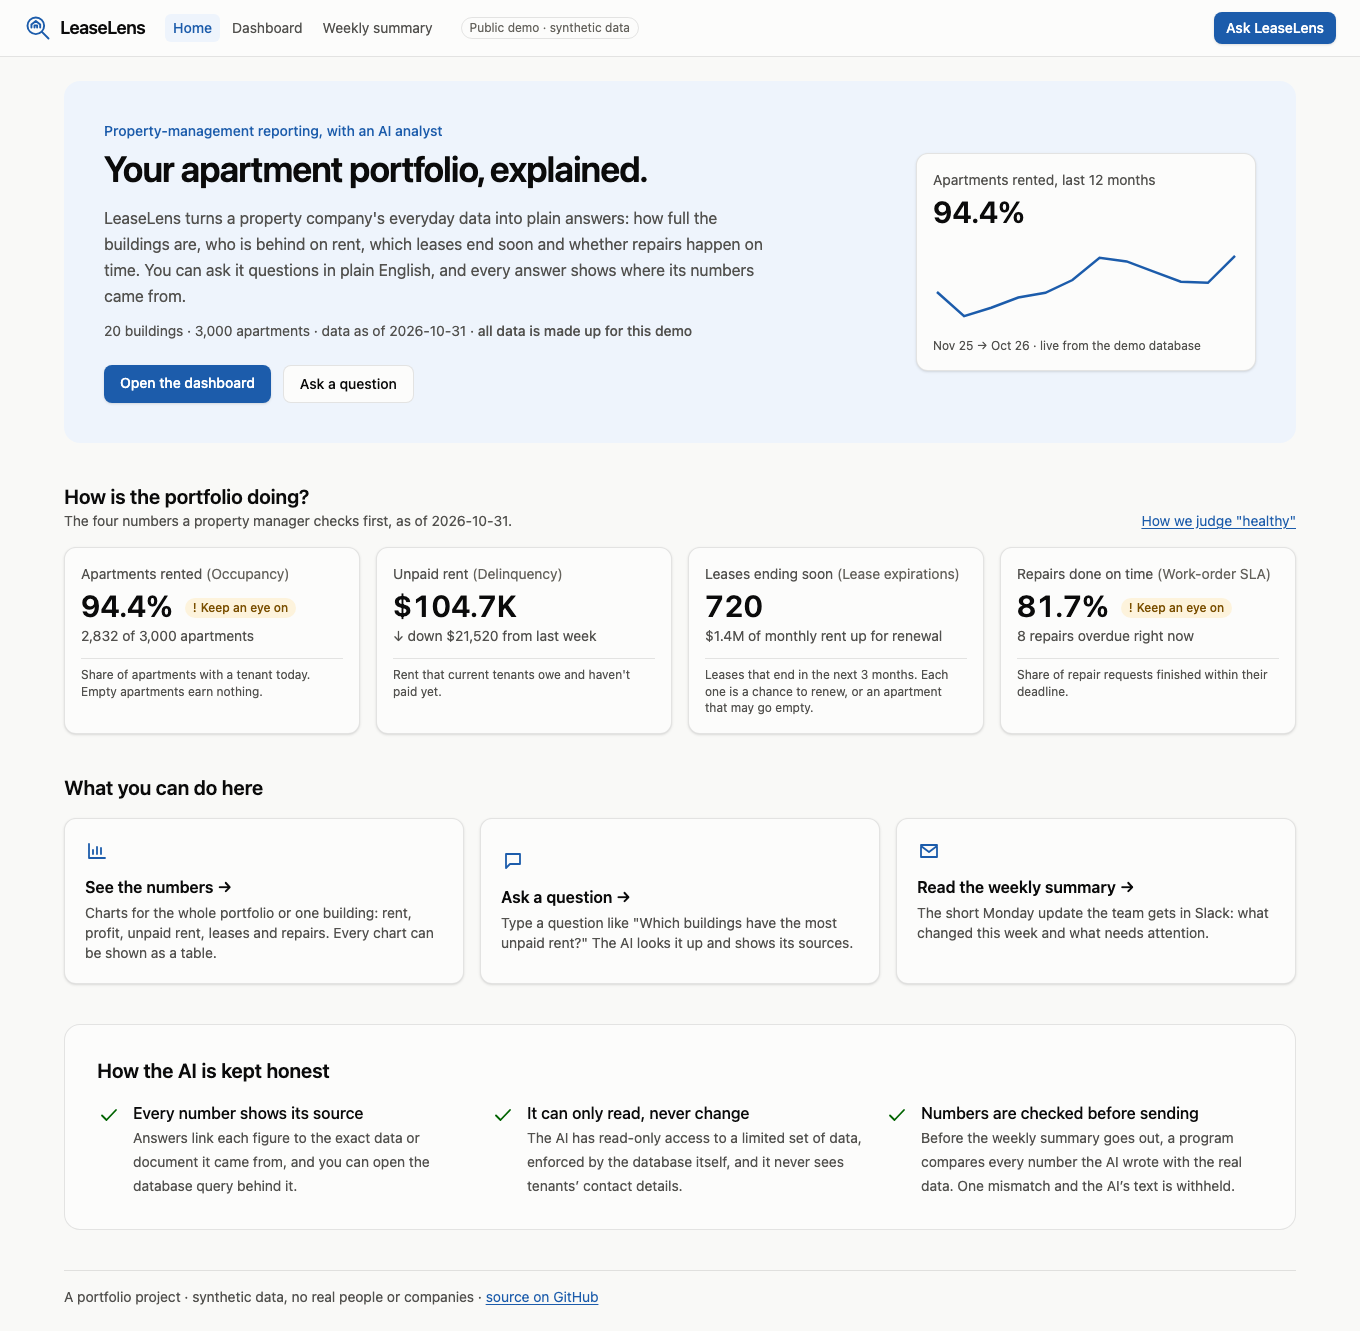 LeaseLens
Home
Dashboard
Weekly summary
Public demo · synthetic data
Ask LeaseLens
Property-management reporting, with an AI analyst
Your apartment portfolio, explained.
LeaseLens turns a property company's everyday data into plain answers: how full the
buildings are, who is behind on rent, which leases end soon and whether repairs happen on
time. You can ask it questions in plain English, and every answer shows where its numbers
came from.
20 buildings · 3,000 apartments · data as of 2026-10-31 · all data is made up for this demo
Open the dashboard
Ask a question
Apartments rented, last 12 months
94.4%
Nov 25 → Oct 26 · live from the demo database
How is the portfolio doing?
The four numbers a property manager checks first, as of 2026-10-31.
How we judge "healthy"
Apartments rented (Occupancy)
94.4% ! Keep an eye on
2,832 of 3,000 apartments
Share of apartments with a tenant today.
Empty apartments earn nothing.
Unpaid rent (Delinquency)
$104.7K
↓ down $21,520 from last week
Rent that current tenants owe and haven't
paid yet.
Leases ending soon (Lease expirations)
720
$1.4M of monthly rent up for renewal
Leases that end in the next 3 months. Each
one is a chance to renew, or an apartment
that may go empty.
Repairs done on time (Work-order SLA)
81.7% ! Keep an eye on
8 repairs overdue right now
Share of repair requests finished within their
deadline.
What you can do here
See the numbers →
Charts for the whole portfolio or one building: rent,
profit, unpaid rent, leases and repairs. Every chart can
be shown as a table.
Ask a question →
Type a question like "Which buildings have the most
unpaid rent?" The AI looks it up and shows its sources.
Read the weekly summary →
The short Monday update the team gets in Slack: what
changed this week and what needs attention.
How the AI is kept honest
Every number shows its source
Answers link each figure to the exact data or
document it came from, and you can open the
database query behind it.
It can only read, never change
The AI has read-only access to a limited set of data,
enforced by the database itself, and it never sees
tenants’ contact details.
Numbers are checked before sending
Before the weekly summary goes out, a program
compares every number the AI wrote with the real
data. One mismatch and the AI’s text is withheld.
A portfolio project · synthetic data, no real people or companies · source on GitHub